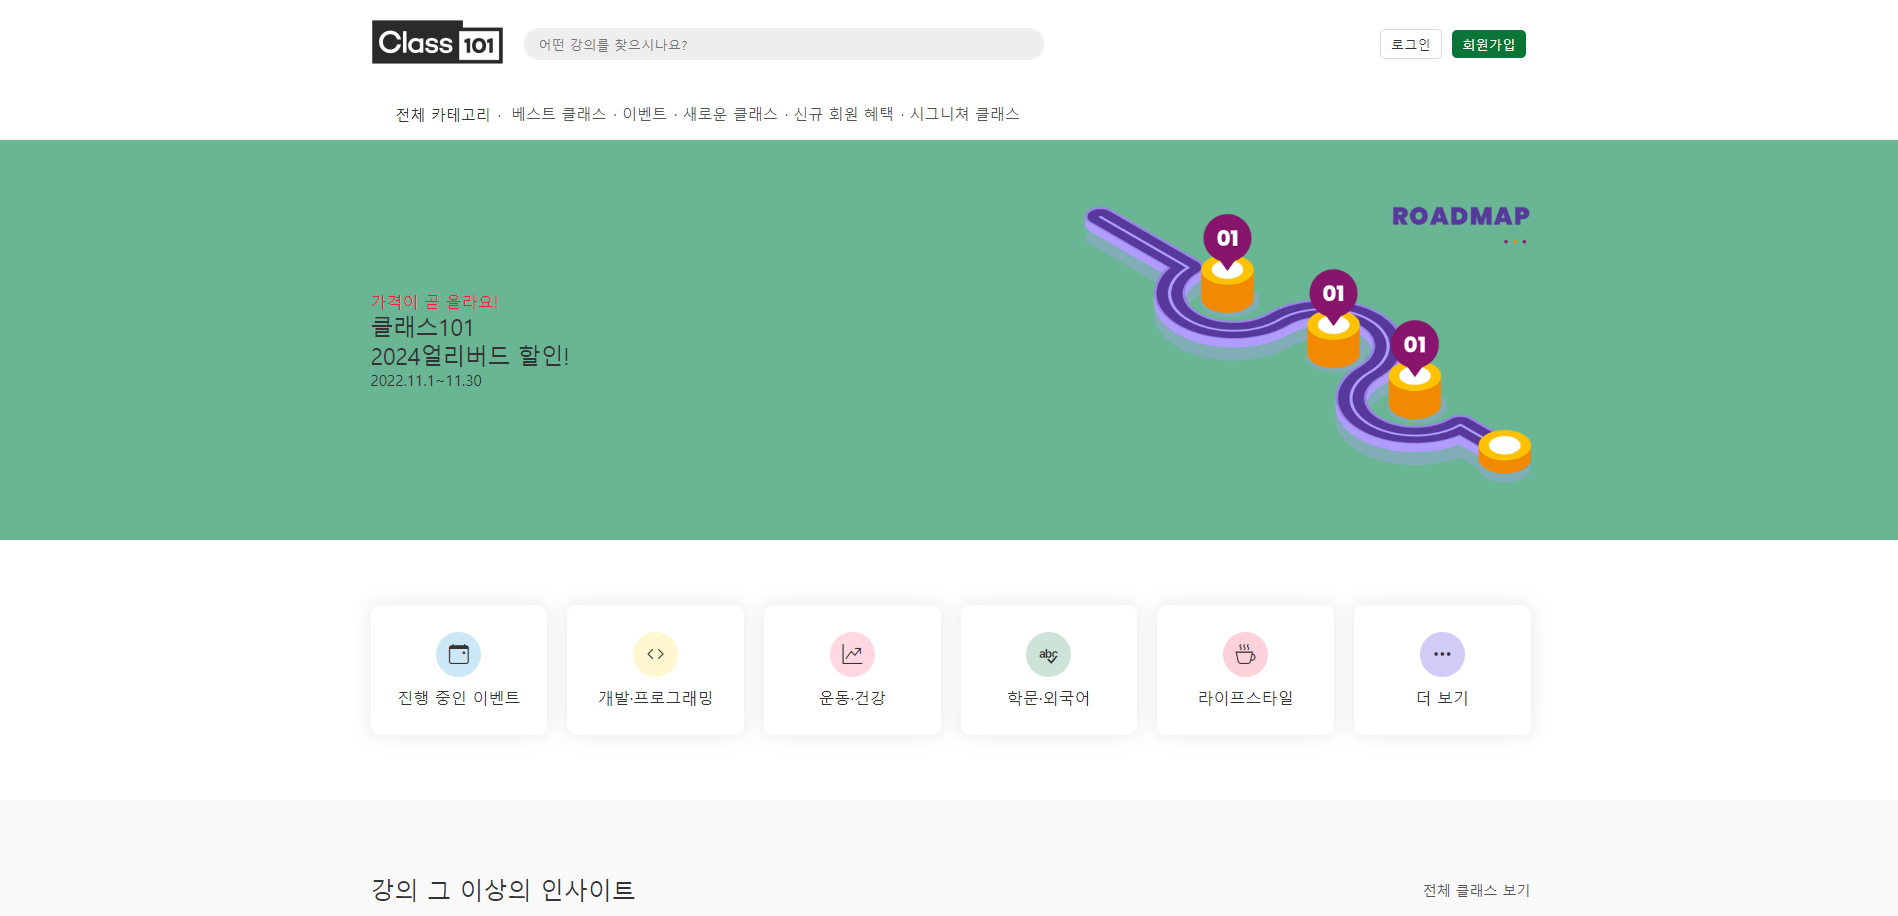 Class 101
어떤 강의를 찾으시나요?
로그인
회원가입
전체 카테고리 · 베스트 클래스 · 이벤트 · 새로운 클래스 · 신규 회원 혜택 · 시그니쳐 클래스
ROADMAP
01
01
01
가격이 곧 올라요!
클래스101
2024얼리버드 할인!
2022.11.1~11.30
abc
진행 중인 이벤트
개발·프로그래밍
운동·건강
학문·외국어
라이프스타일
더 보기
강의 그 이상의 인사이트
전체 클래스 보기